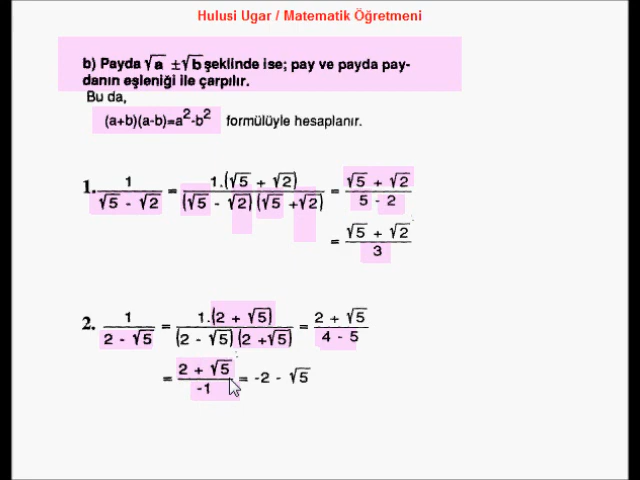 Hulusi Ugar / Matematik Öğretmeni
b) Payda √a ±√b şeklinde ise; pay ve payda pay-
danın eşleniği ile çarpılır.
Bu da,
(a+b)(a-b)=a²-b² formülüyle hesaplanır.
1. 1/(√5 - √2) = 1.(√5 + √2)/((√5 - √2)(√5 +√2)) = (√5 + √2)/(5 - 2)
= (√5 + √2)/3
2. 1/(2 - √5) = 1.(2 + √5)/((2 - √5)(2 +√5)) = (2 + √5)/(4 - 5)
= (2 + √5)/-1 = -2 - √5